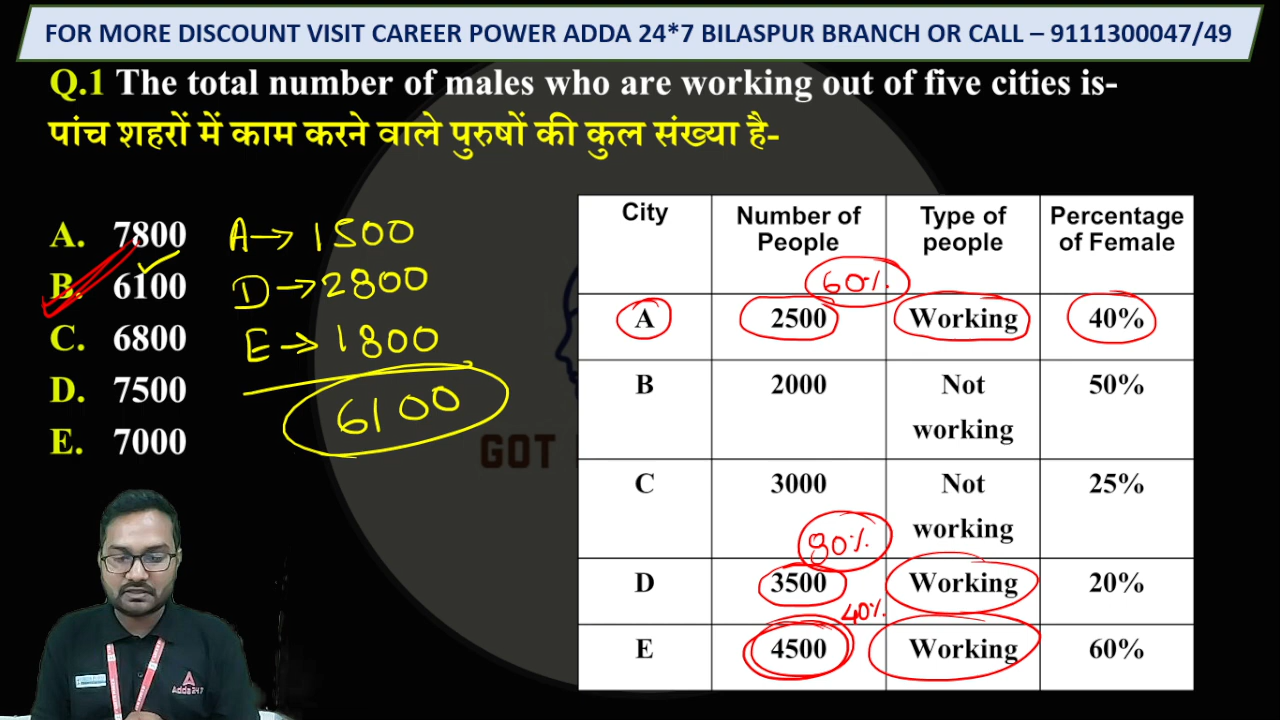 FOR MORE DISCOUNT VISIT CAREER POWER ADDA 24*7 BILASPUR BRANCH OR CALL – 9111300047/49
Q.1 The total number of males who are working out of five cities is-
पांच शहरों में काम करने वाले पुरुषों की कुल संख्या है-
A. 7800
B. 6100
C. 6800
D. 7500
E. 7000
A→ 1500
D→2800
E→ 1800
6100
GOT
City Number of People Type of people Percentage of Female
60%
A 2500 Working 40%
B 2000 Not working 50%
C 3000 Not working 25%
80%
D 3500 Working 20%
40%
E 4500 Working 60%
Adda247